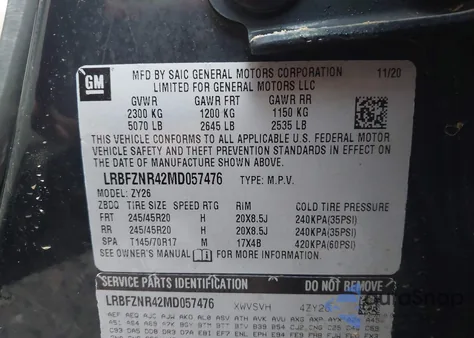 GM
MFD BY SAIC GENERAL MOTORS CORPORATION 11/20
LIMITED FOR GENERAL MOTORS LLC
GVWR GAWR FRT GAWR RR
2300 KG 1200 KG 1150 KG
5070 LB 2645 LB 2535 LB
THIS VEHICLE CONFORMS TO ALL APPLICABLE U.S. FEDERAL MOTOR
VEHICLE SAFETY AND THEFT PREVENTION STANDARDS IN EFFECT ON
THE DATE OF MANUFACTURE SHOWN ABOVE.
LRBFZNR42MD057476 TYPE: M.P.V.
MODEL: ZY26
ZBDQ TIRE SIZE SPEED RTG RIM COLD TIRE PRESSURE
FRT 245/45R20 H 20X8.5J 240KPA(35PSI)
RR 245/45R20 H 20X8.5J 240KPA(35PSI)
SPA T145/70R17 M 17X4B 420KPA(60PSI)
SEE OWNER'S MANUAL FOR MORE INFORMATION.
SERVICE PARTS IDENTIFICATION DO NOT REMOVE
LRBFZNR42MD057476 XWVSVH 4ZY26
AutoSnap